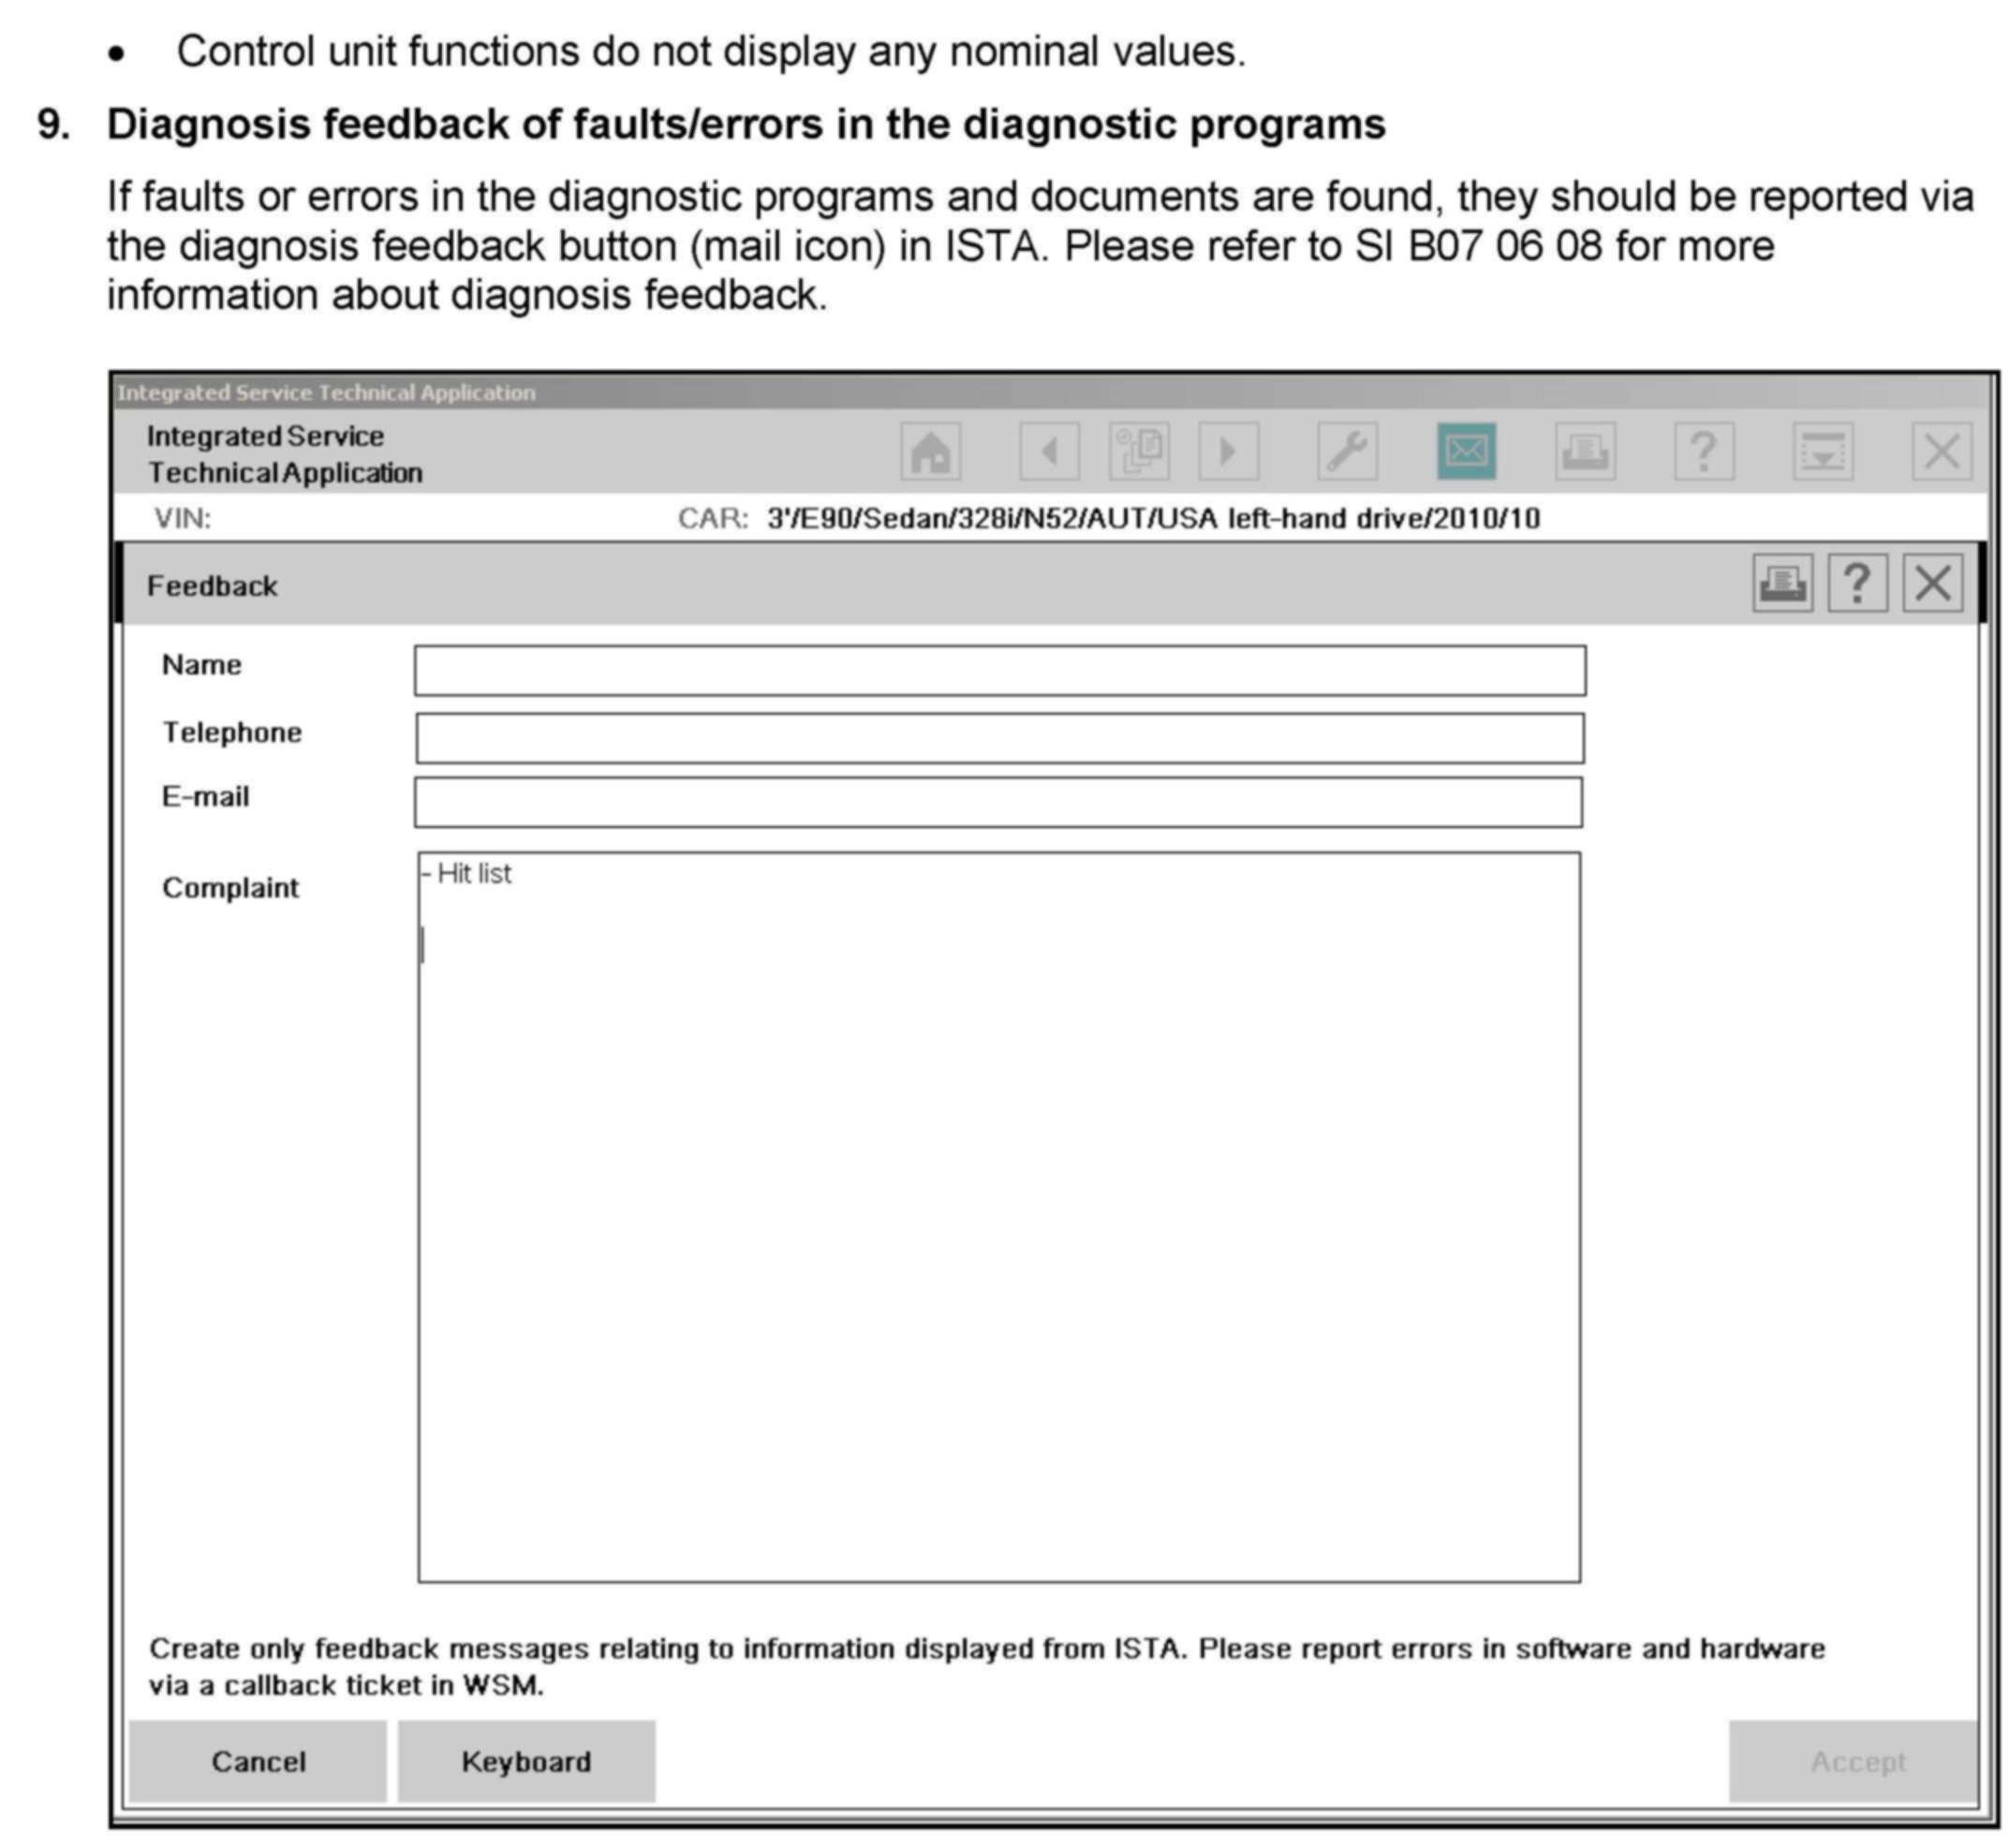 • Control unit functions do not display any nominal values.
9. Diagnosis feedback of faults/errors in the diagnostic programs
If faults or errors in the diagnostic programs and documents are found, they should be reported via
the diagnosis feedback button (mail icon) in ISTA. Please refer to SI B07 06 08 for more
information about diagnosis feedback.
Integrated Service Technical Application
Integrated Service
Technical Application
VIN: CAR: 3'/E90/Sedan/328i/N52/AUT/USA left-hand drive/2010/10
Feedback
Name
Telephone
E-mail
Complaint
- Hit list
Create only feedback messages relating to information displayed from ISTA. Please report errors in software and hardware
via a callback ticket in WSM.
Cancel Keyboard Accept